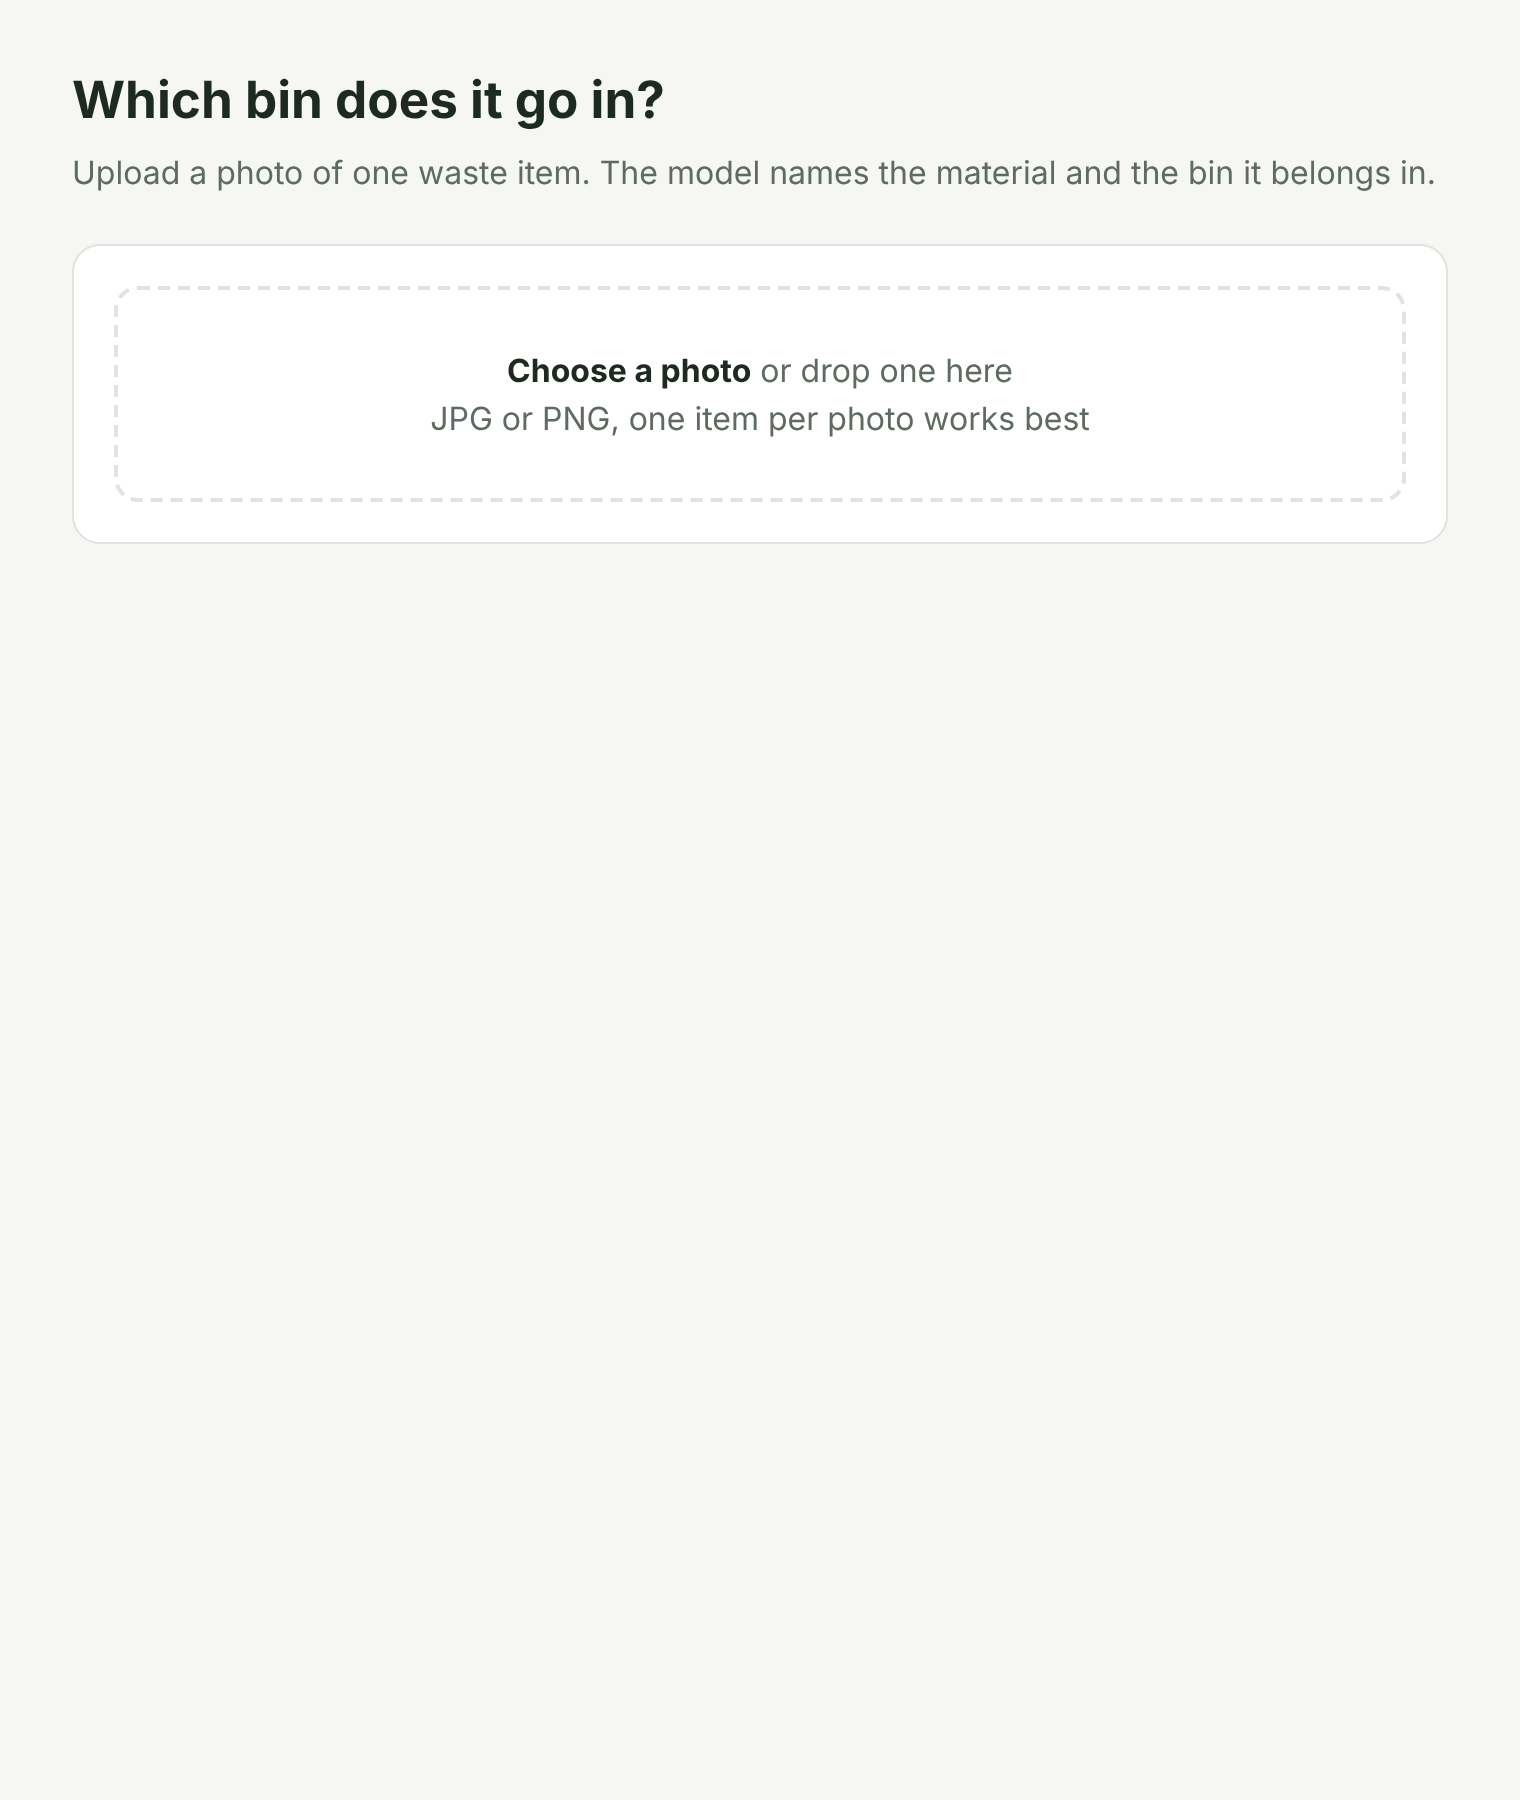 Which bin does it go in?
Upload a photo of one waste item. The model names the material and the bin it belongs in.
Choose a photo or drop one here
JPG or PNG, one item per photo works best